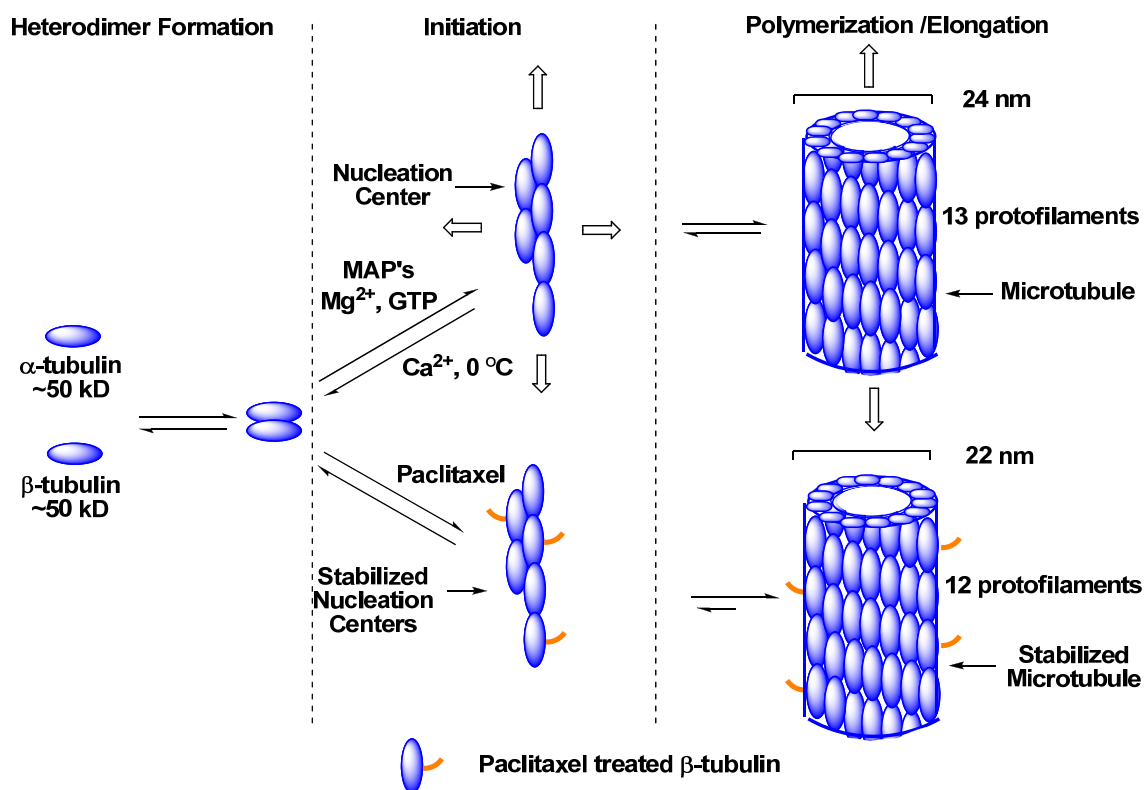 Heterodimer Formation
Initiation
Polymerization /Elongation
24 nm
Nucleation
Center
13 protofilaments
MAP's
Mg²⁺, GTP
Microtubule
Ca²⁺, 0 °C
α-tubulin
~50 kD
β-tubulin
~50 kD
22 nm
Paclitaxel
Stabilized
Nucleation
Centers
12 protofilaments
Stabilized
Microtubule
Paclitaxel treated β-tubulin